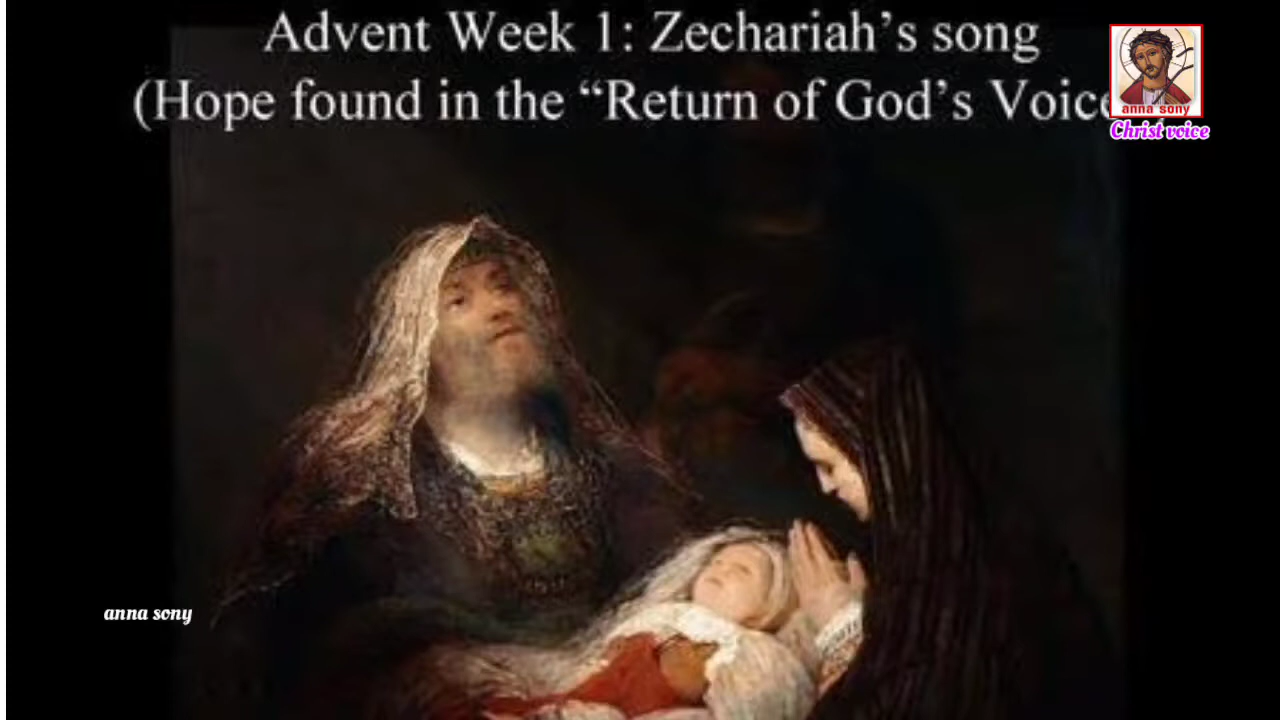 Advent Week 1: Zechariah’s song
(Hope found in the “Return of God’s Voice
anna sony
Christ voice
anna sony